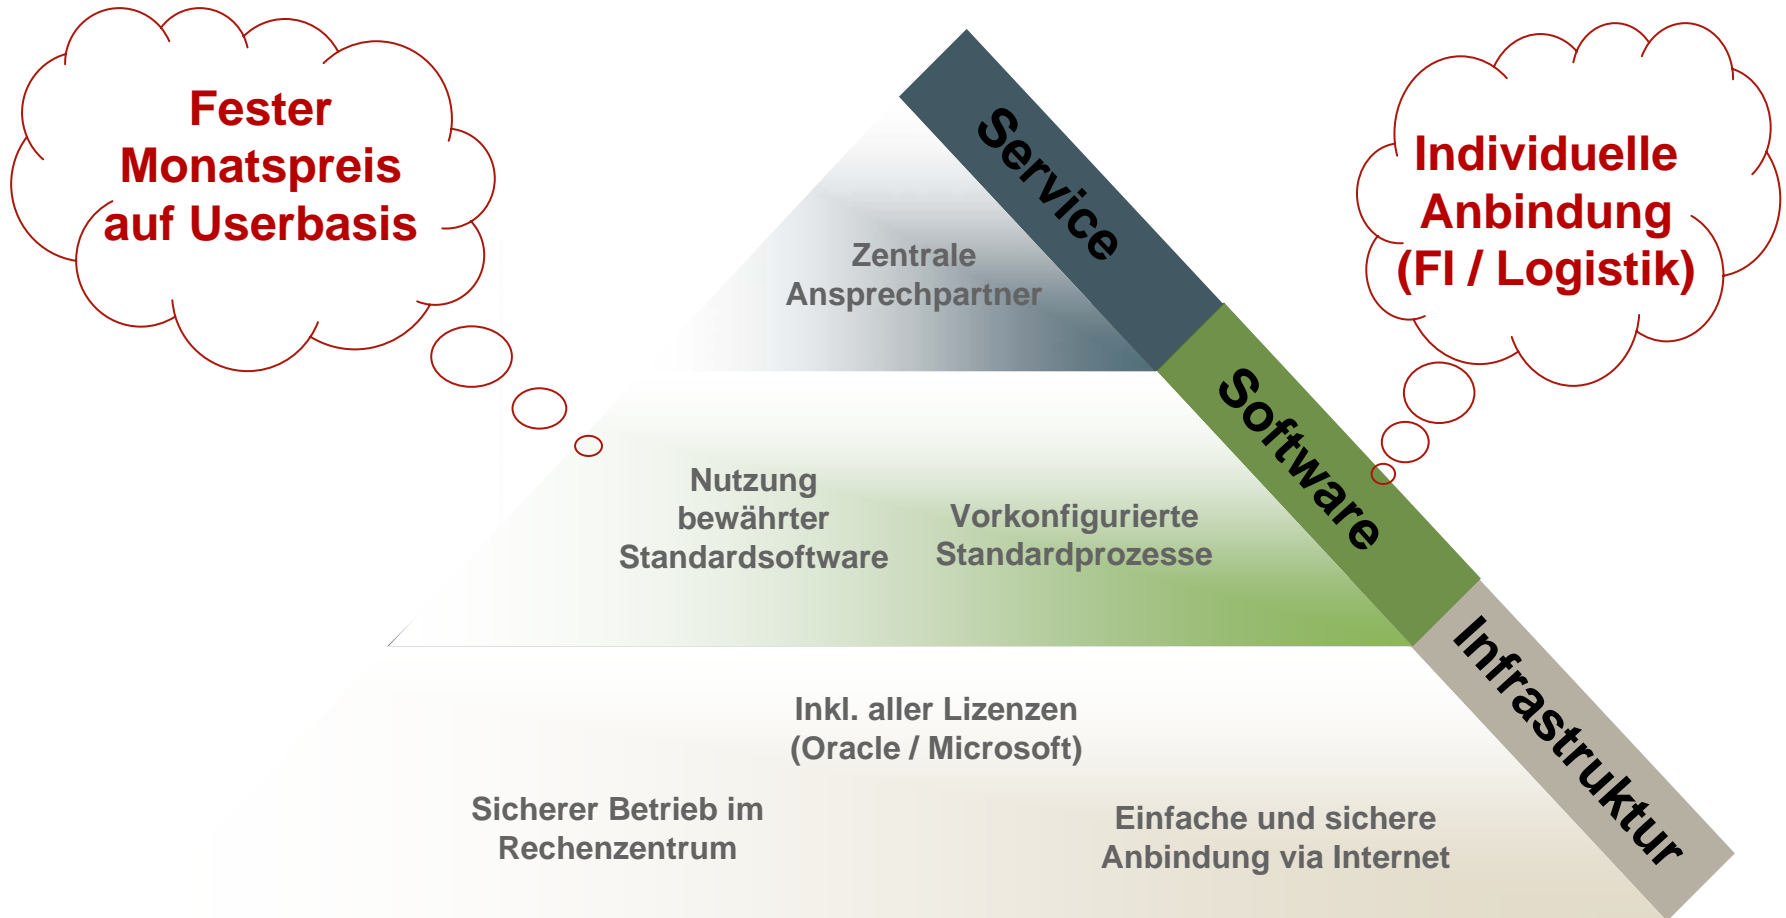 Fester
Monatspreis
auf Userbasis
Individuelle
Anbindung
(FI / Logistik)
Service
Zentrale
Ansprechpartner
Software
Nutzung
bewährter
Standardsoftware
Vorkonfigurierte
Standardprozesse
Infrastruktur
Inkl. aller Lizenzen
(Oracle / Microsoft)
Sicherer Betrieb im
Rechenzentrum
Einfache und sichere
Anbindung via Internet